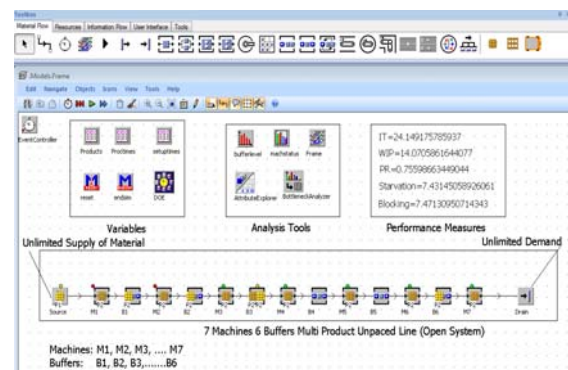 Toolbox
Material Flow Resources Information Flow User Interface Tools
.Models.Frame
Edit Navigate Objects Icons View Tools Help
EventController
Products Proctimes setuptimes
reset endsim DOE
Variables
Unlimited Supply of Material
bufferlevel machstatus Frame
AttributeExplorer BottleneckAnalyzer
Analysis Tools
IT=24.149175785937
WIP=14.0705861644077
PR=0.75598663449044
Starvation=7.43145058926061
Blocking=7.47130950714343
Performance Measures
Unlimited Demand
Source M1 B1 M2 B2 M3 B3 M4 B4 M5 B5 M6 B6 M7 Drain
7 Machines 6 Buffers Multi Product Unpaced Line (Open System)
Machines: M1, M2, M3, .... M7
Buffers: B1, B2, B3,.......B6